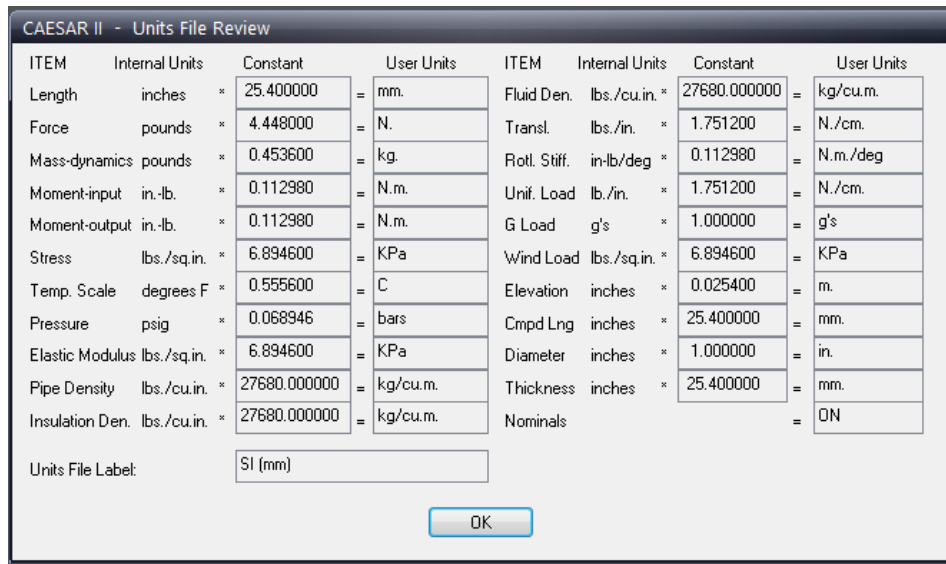 CAESAR II - Units File Review
ITEM Internal Units Constant User Units ITEM Internal Units Constant User Units
Length inches * 25.400000 = mm. Fluid Den. lbs./cu.in. * 27680.000000 = kg/cu.m.
Force pounds * 4.448000 = N. Transl. lbs./in. * 1.751200 = N./cm.
Mass-dynamics pounds * 0.453600 = kg. Rotl. Stiff. in-lb/deg * 0.112980 = N.m./deg
Moment-input in.-lb. * 0.112980 = N.m. Unif. Load lb./in. * 1.751200 = N./cm.
Moment-output in.-lb. * 0.112980 = N.m. G Load g's * 1.000000 = g's
Stress lbs./sq.in. * 6.894600 = KPa Wind Load lbs./sq.in. * 6.894600 = KPa
Temp. Scale degrees F * 0.555600 = C Elevation inches * 0.025400 = m.
Pressure psig * 0.068946 = bars Cmpd Lng inches * 25.400000 = mm.
Elastic Modulus lbs./sq.in. * 6.894600 = KPa Diameter inches * 1.000000 = in.
Pipe Density lbs./cu.in. * 27680.000000 = kg/cu.m. Thickness inches * 25.400000 = mm.
Insulation Den. lbs./cu.in. * 27680.000000 = kg/cu.m. Nominals = ON
Units File Label: SI (mm)
OK